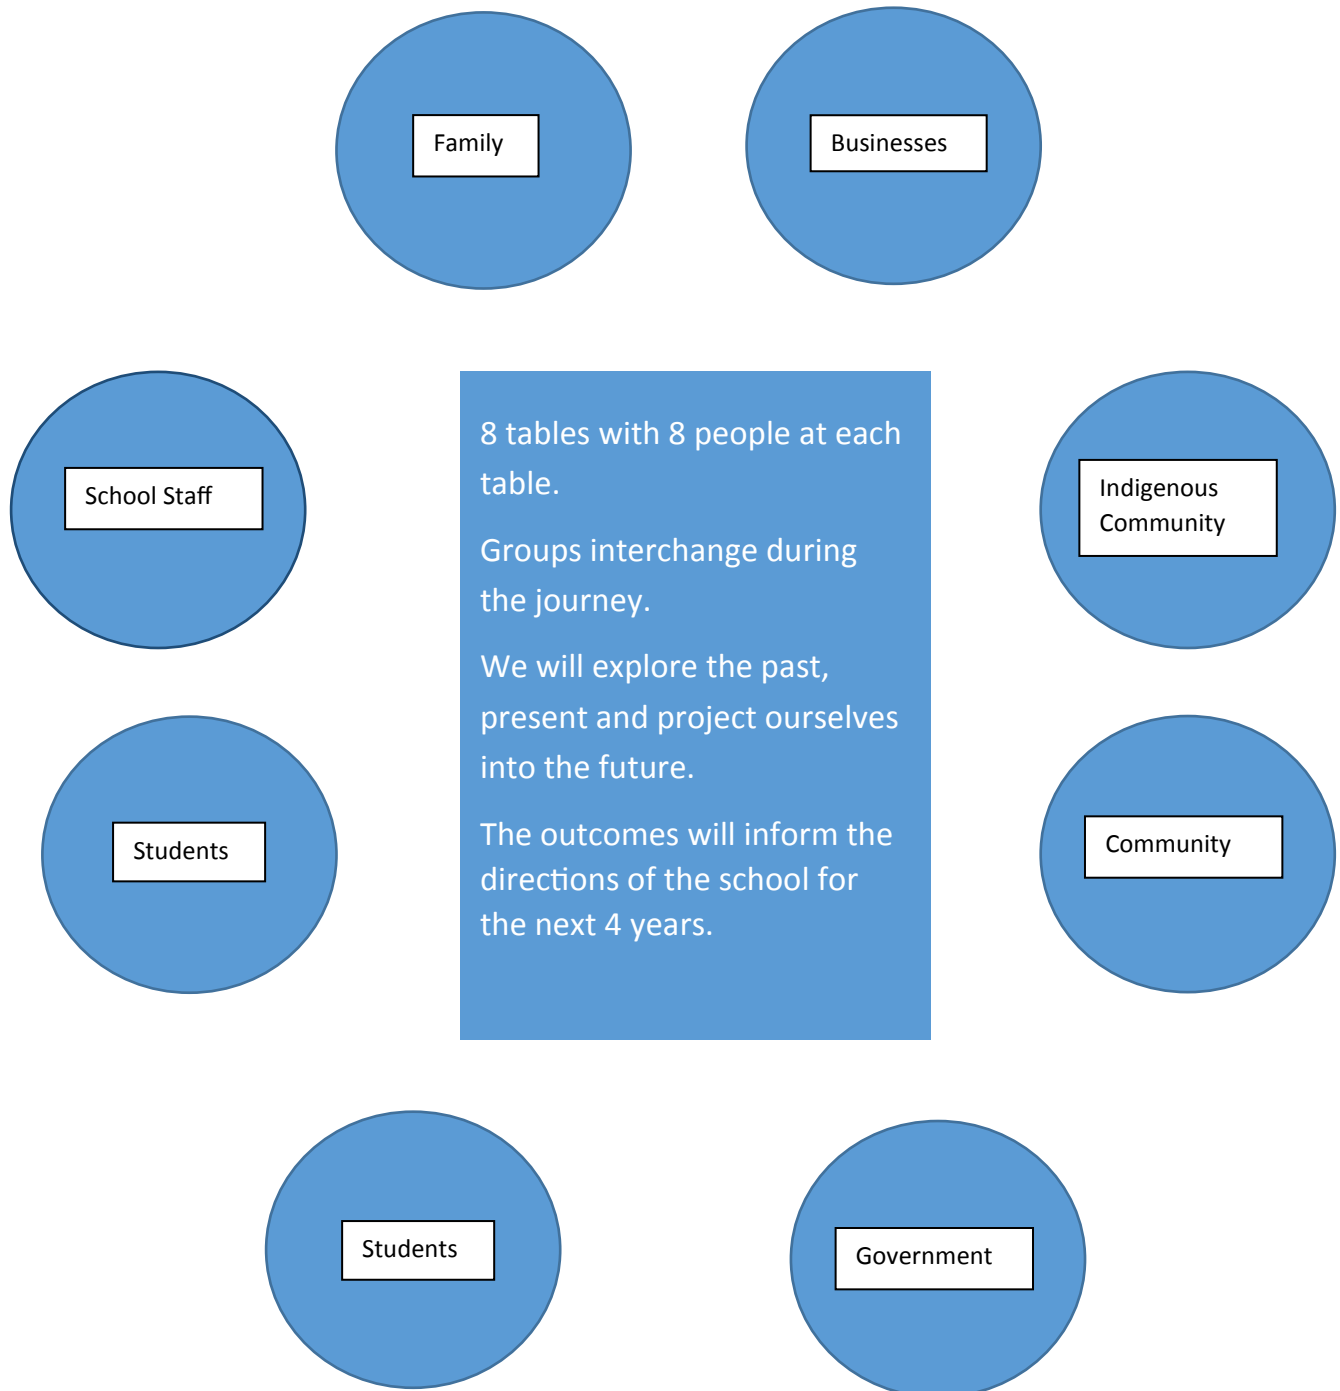 Family
Businesses
School Staff
8 tables with 8 people at each
table.
Groups interchange during
the journey.
We will explore the past,
present and project ourselves
into the future.
The outcomes will inform the
directions of the school for
the next 4 years.
Indigenous
Community
Students
Community
Students
Government